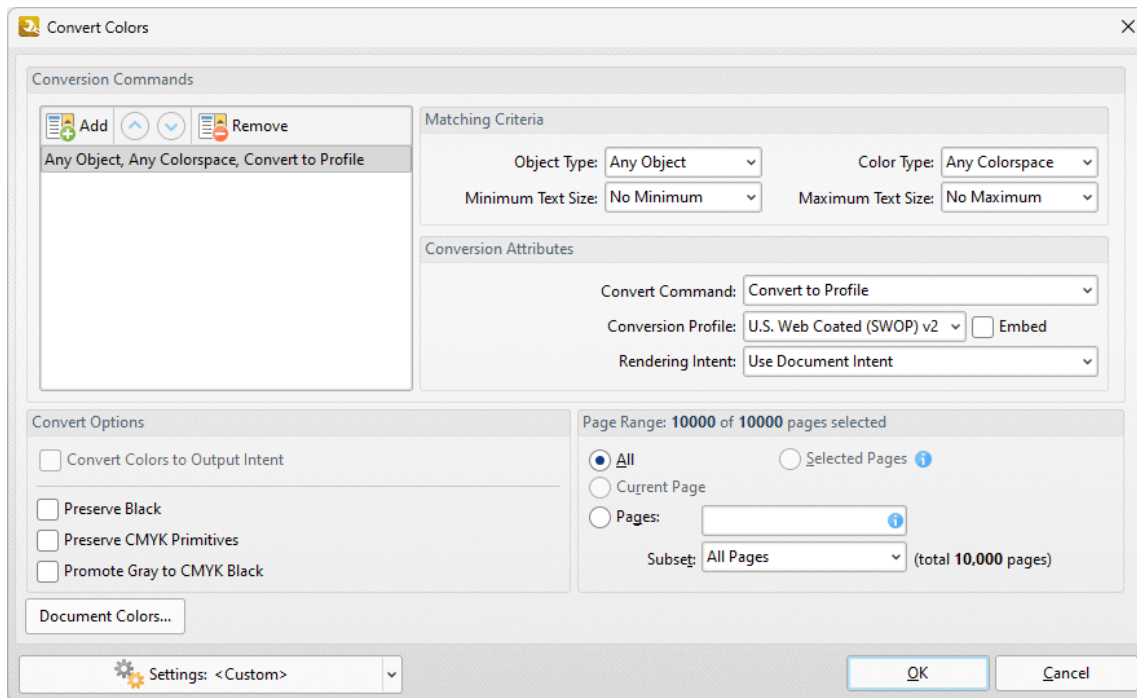 Convert Colors
Conversion Commands
Add Remove
Any Object, Any Colorspace, Convert to Profile
Matching Criteria
Object Type: Any Object Color Type: Any Colorspace
Minimum Text Size: No Minimum Maximum Text Size: No Maximum
Conversion Attributes
Convert Command: Convert to Profile
Conversion Profile: U.S. Web Coated (SWOP) v2 Embed
Rendering Intent: Use Document Intent
Convert Options
Convert Colors to Output Intent
Preserve Black
Preserve CMYK Primitives
Promote Gray to CMYK Black
Page Range: 10000 of 10000 pages selected
All Selected Pages
Current Page
Pages:
Subset: All Pages (total 10,000 pages)
Document Colors...
Settings: <Custom> OK Cancel